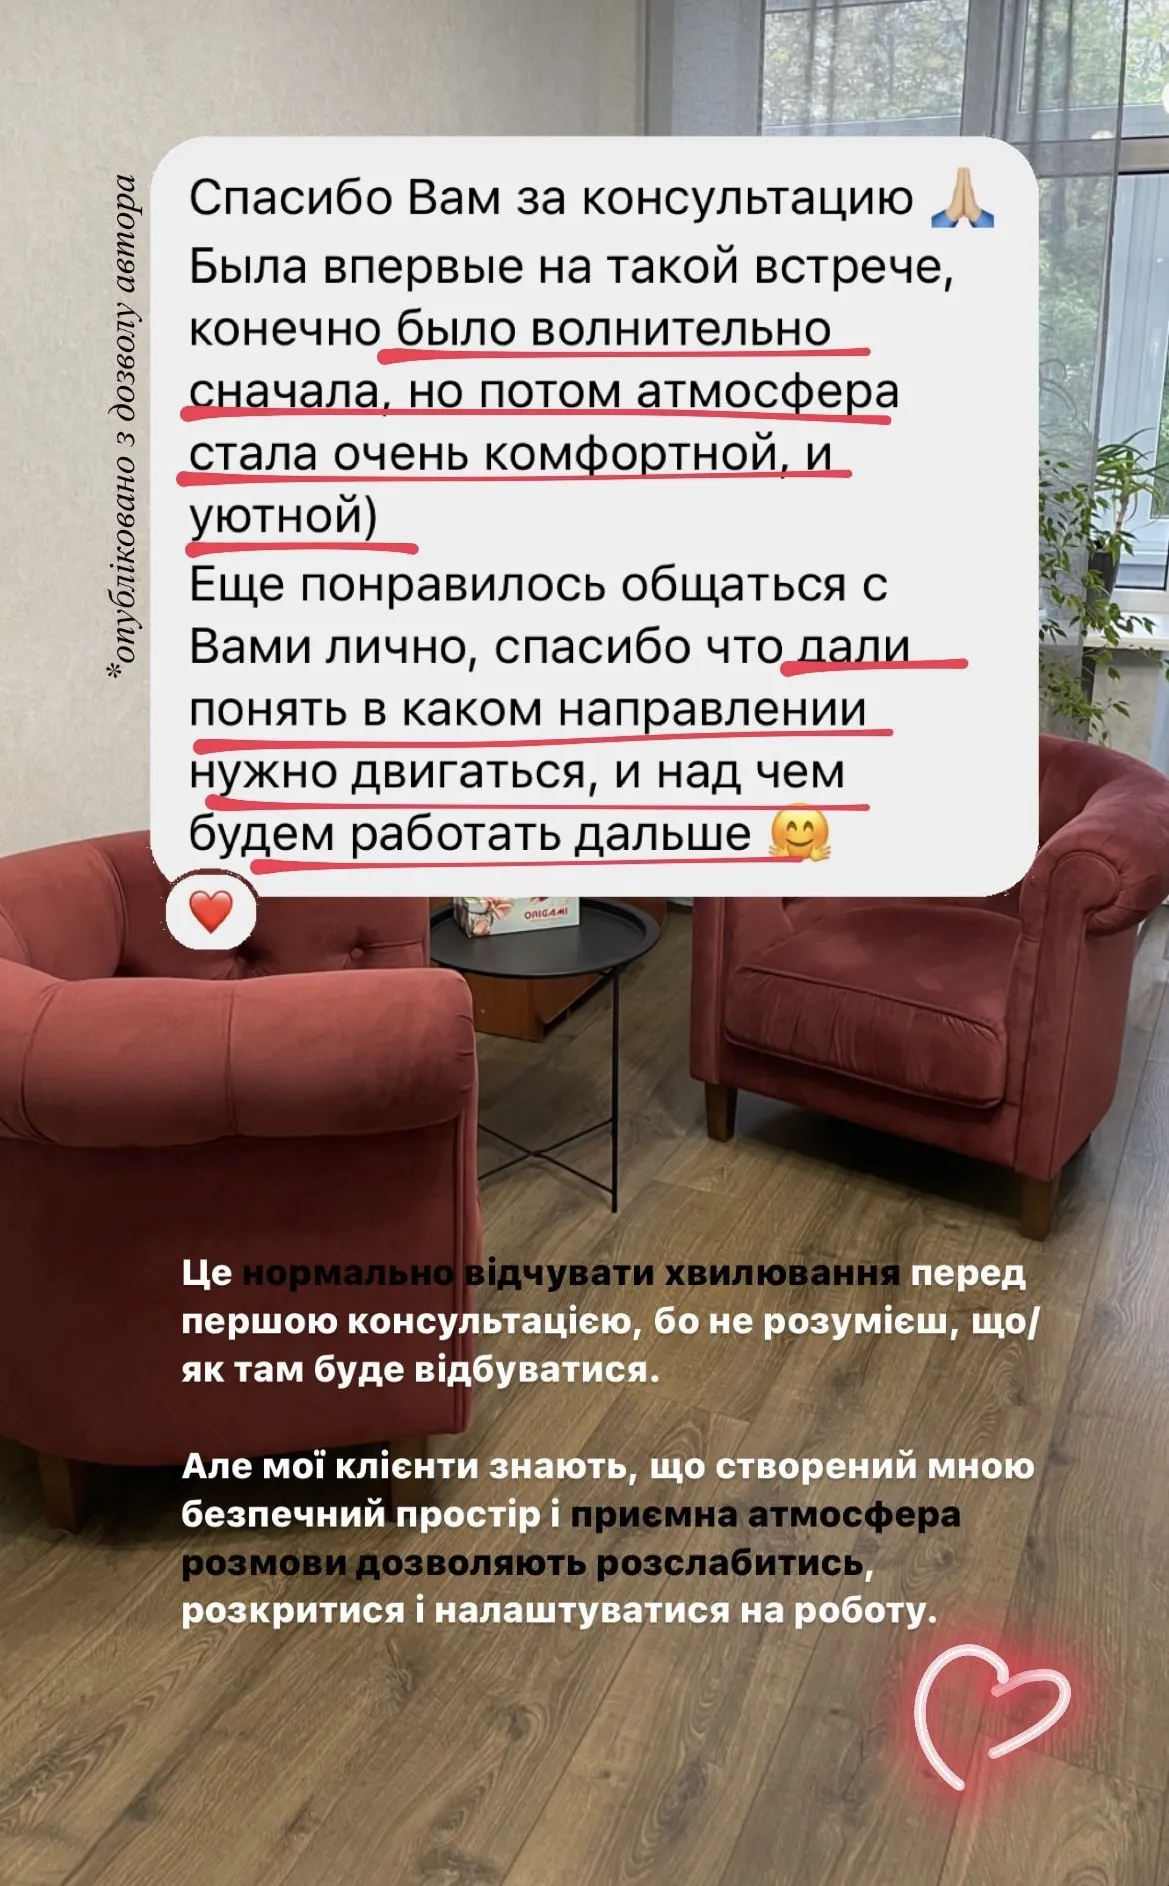 *опубліковано з дозволу автора
Спасибо Вам за консультацию 🙏🏼
Была впервые на такой встрече,
конечно было волнительно
сначала, но потом атмосфера
стала очень комфортной, и
уютной)
Еще понравилось общаться с
Вами лично, спасибо что дали
понять в каком направлении
нужно двигаться, и над чем
будем работать дальше 🤗
❤️
ORIGAMI
Це нормально відчувати хвилювання перед
першою консультацією, бо не розумієш, що/
як там буде відбуватися.
Але мої клієнти знають, що створений мною
безпечний простір і приємна атмосфера
розмови дозволяють розслабитись,
розкритися і налаштуватися на роботу.